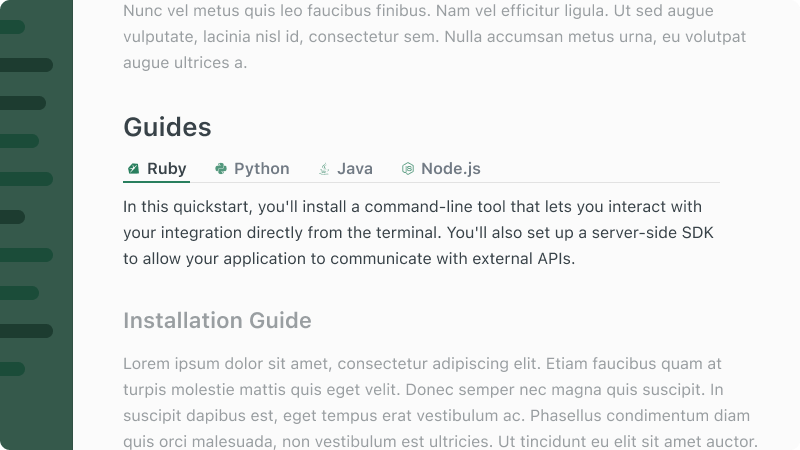 Nunc vel metus quis leo faucibus finibus. Nam vel efficitur ligula. Ut sed augue
vulputate, lacinia nisl id, consectetur sem. Nulla accumsan metus urna, eu volutpat
augue ultrices a.
Guides
Ruby Python Java Node.js
In this quickstart, you'll install a command-line tool that lets you interact with
your integration directly from the terminal. You'll also set up a server-side SDK
to allow your application to communicate with external APIs.
Installation Guide
Lorem ipsum dolor sit amet, consectetur adipiscing elit. Etiam faucibus quam at
turpis molestie mattis quis eget velit. Donec semper nec magna quis suscipit. In
suscipit dapibus est, eget tempus erat vestibulum ac. Phasellus condimentum diam
quis orci malesuada, non vestibulum est ultricies. Ut tincidunt eu elit sit amet auctor.